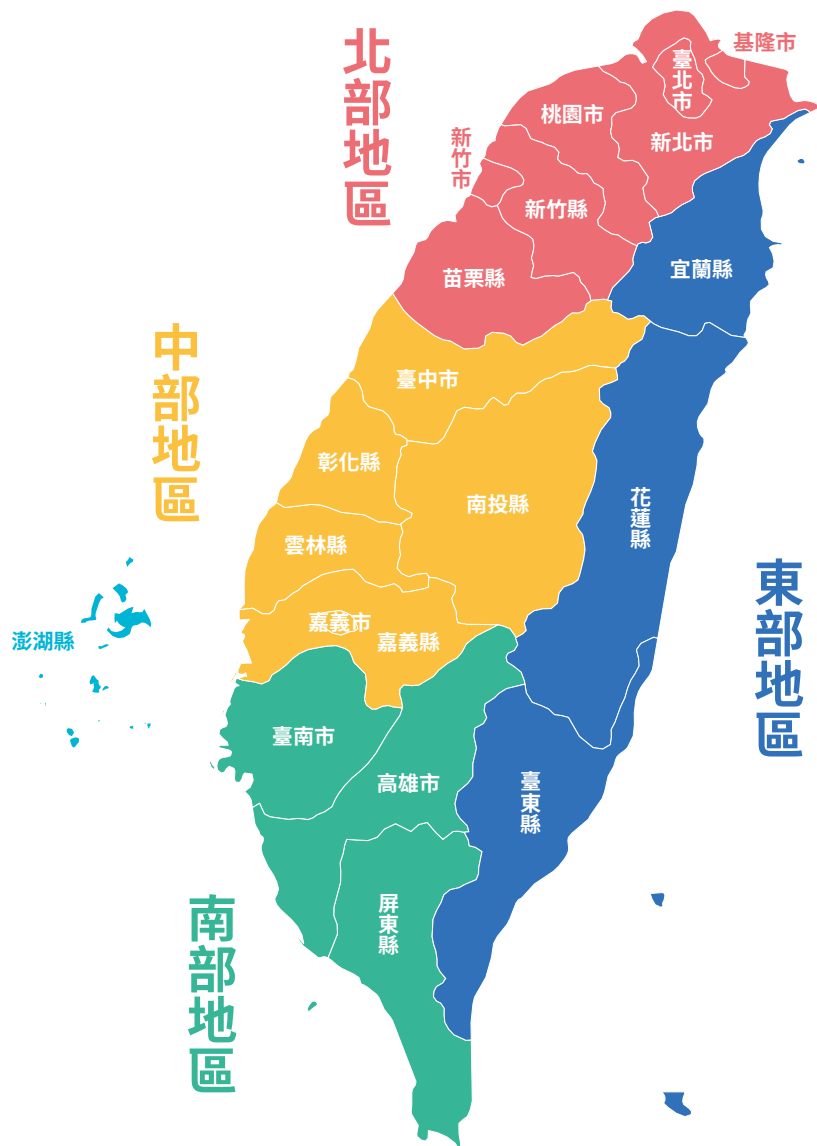 北部地區
基隆市
臺北市
桃園市
新北市
新竹市
新竹縣
宜蘭縣
苗栗縣
中部地區
臺中市
彰化縣
南投縣
花蓮縣
雲林縣
嘉義市
嘉義縣
澎湖縣
東部地區
臺南市
高雄市
臺東縣
屏東縣
南部地區